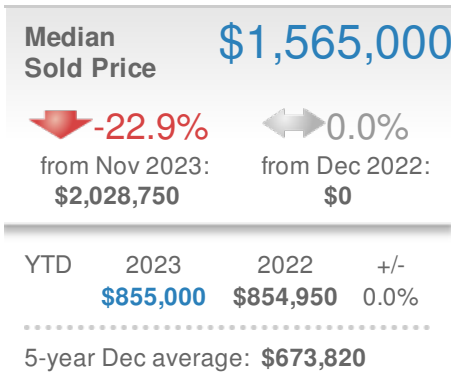 Median $1,565,000
Sold Price
-22.9% 0.0%
from Nov 2023: from Dec 2022:
$2,028,750 $0
YTD 2023 2022 +/-
$855,000 $854,950 0.0%
5-year Dec average: $673,820